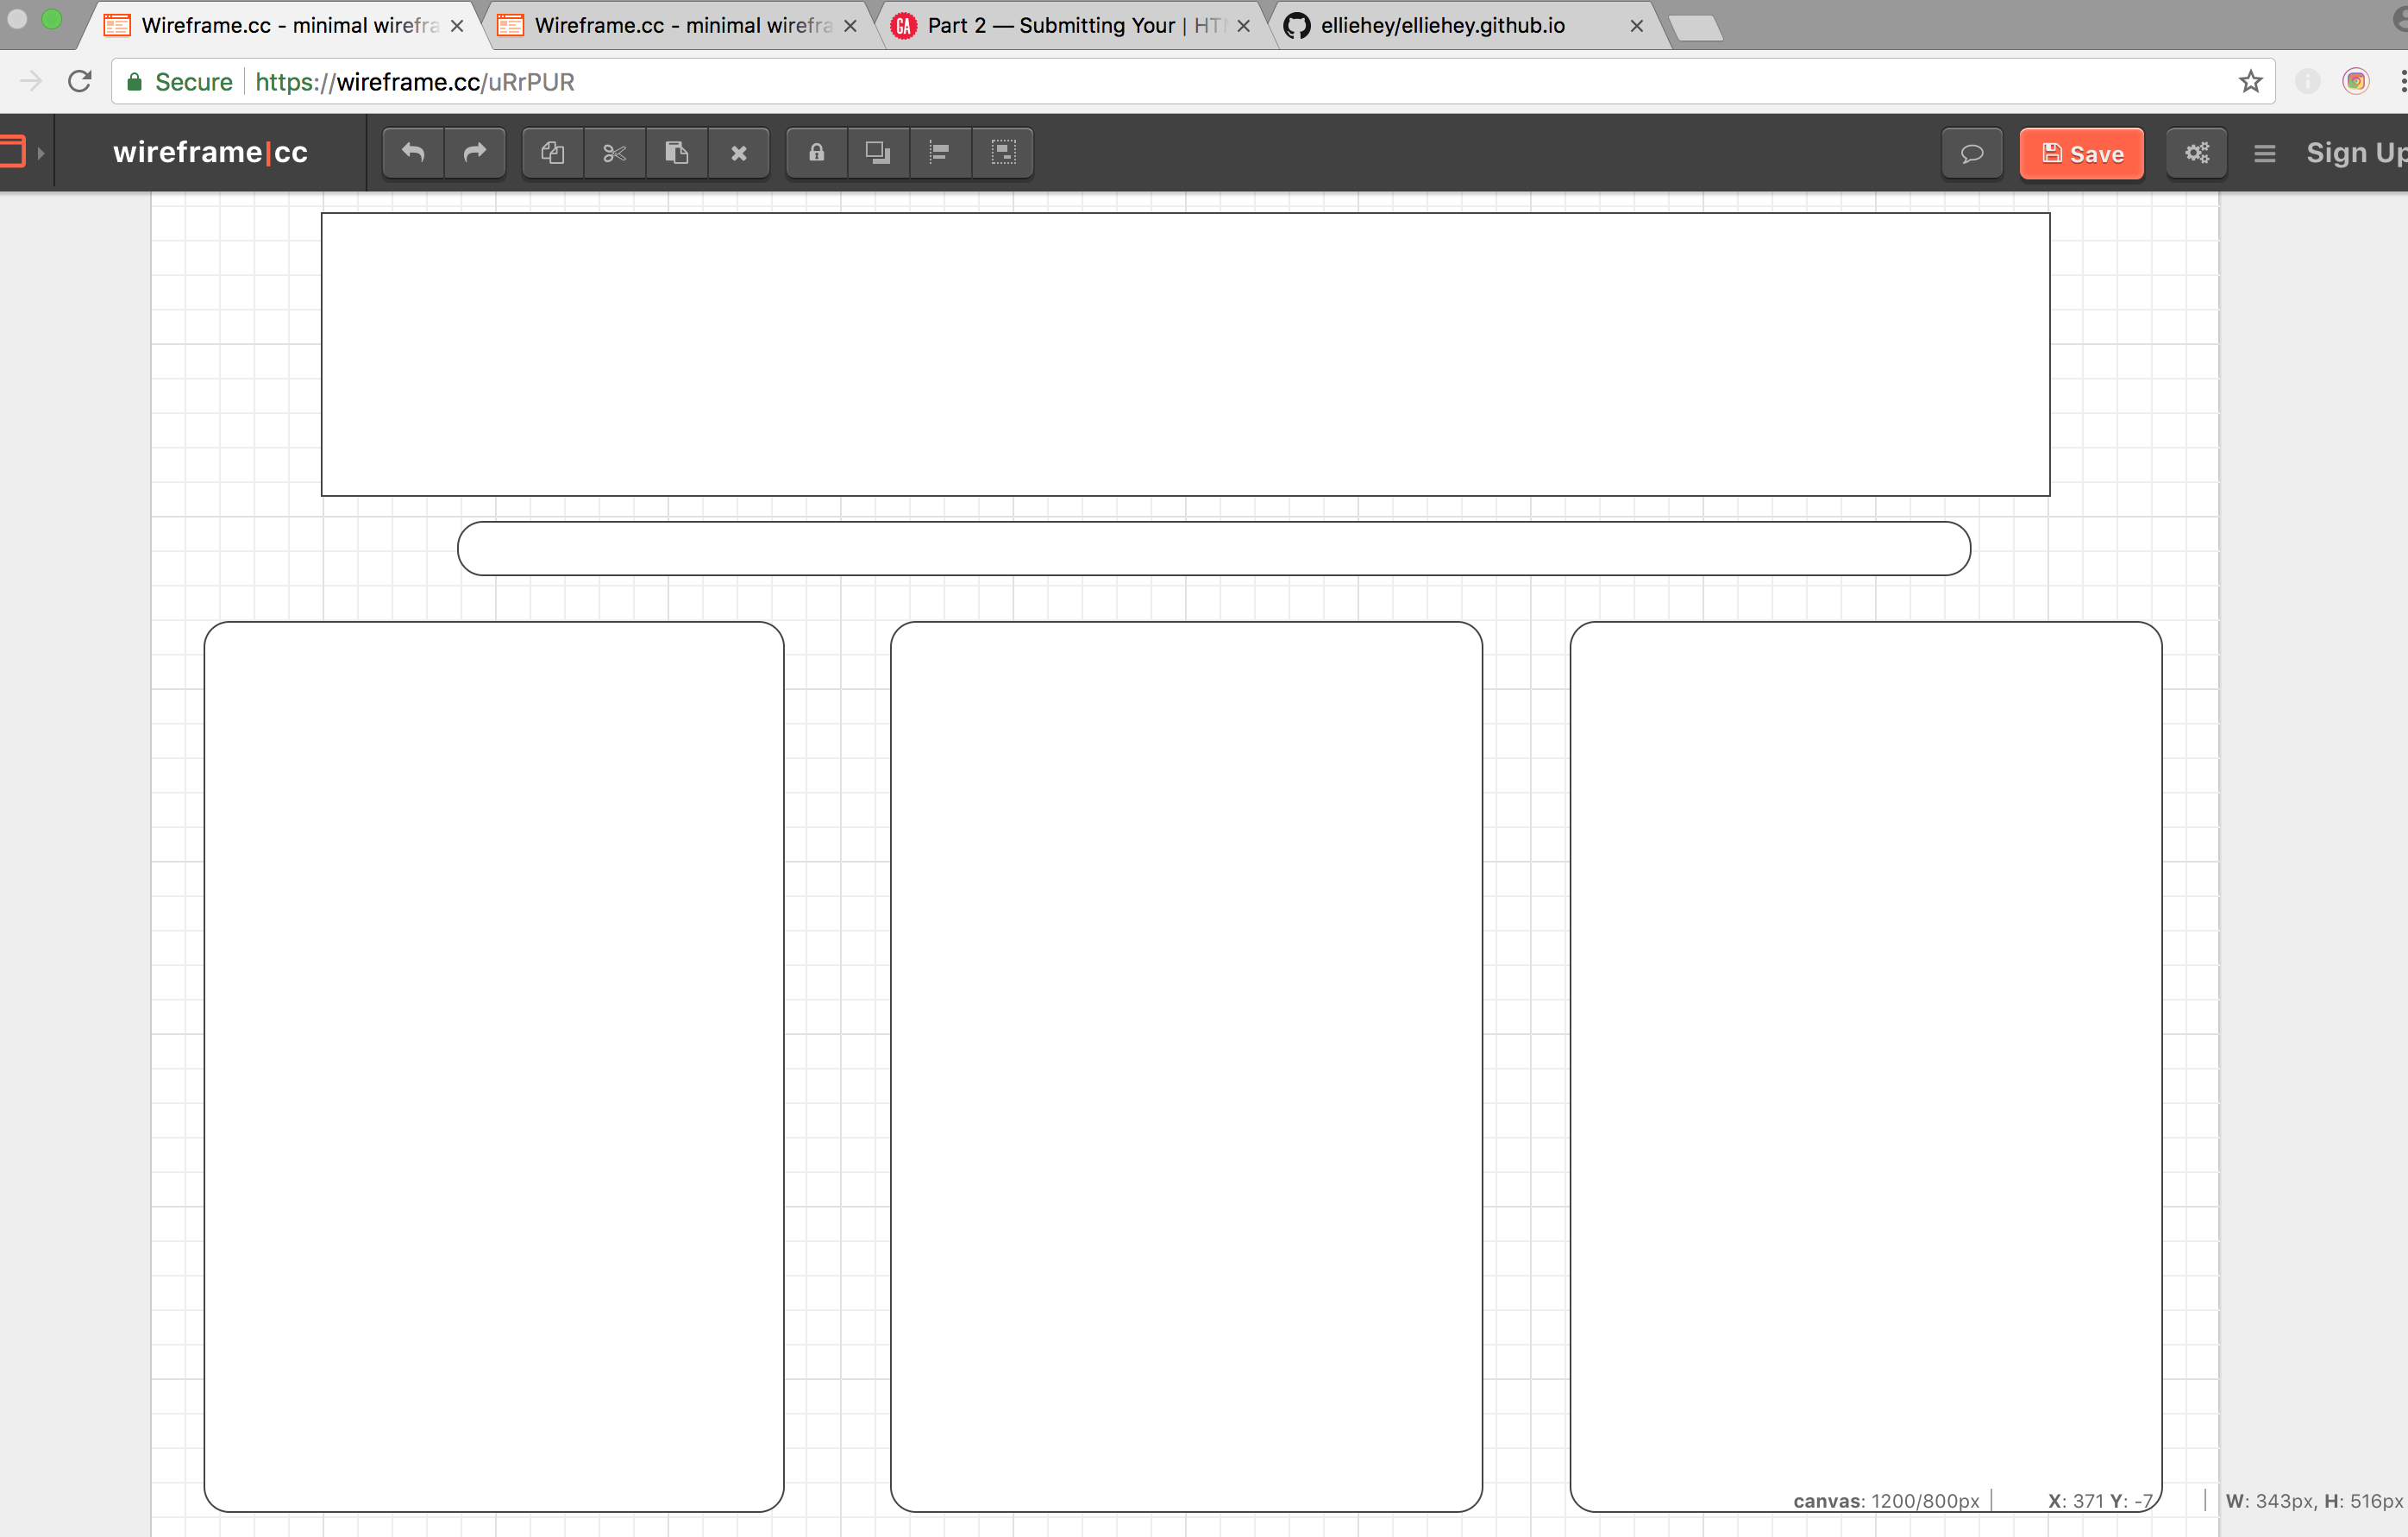 Wireframe.cc - minimal wirefra
Wireframe.cc - minimal wirefra
GA
Part 2 — Submitting Your | HT
elliehey/elliehey.github.io
Secure
https://wireframe.cc/uRrPUR
wireframe|cc
Save
Sign Up
canvas: 1200/800px
X: 371 Y: -7
W: 343px, H: 516px